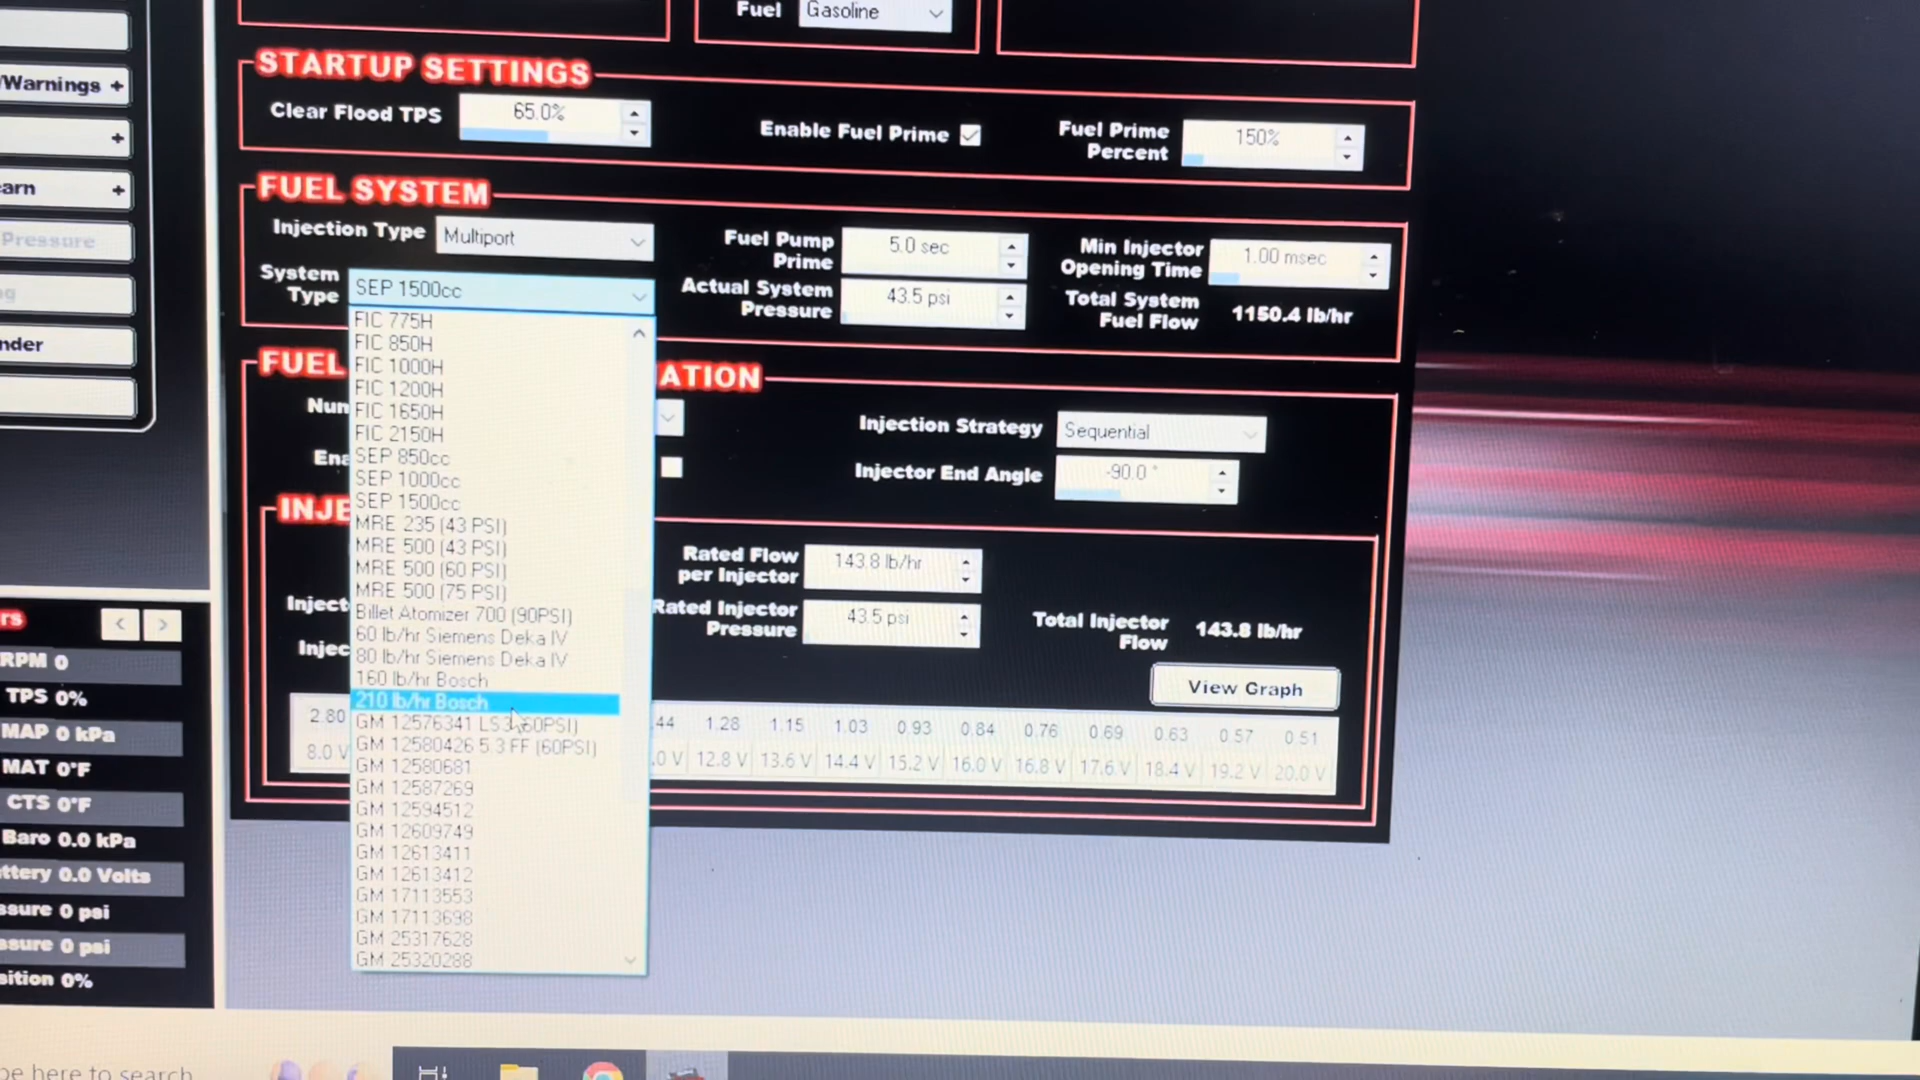 Fuel Gasoline
STARTUP SETTINGS
Clear Flood TPS 65.0%
Enable Fuel Prime
Fuel Prime Percent 150%
FUEL SYSTEM
Injection Type Multiport
Fuel Pump Prime 5.0 sec
Min Injector Opening Time 1.00 msec
System Type SEP 1500cc
Actual System Pressure 43.5 psi
Total System Fuel Flow 1150.4 lb/hr
FIC 775H
FIC 850H
FIC 1000H
FIC 1200H
FIC 1650H
FIC 2150H
SEP 850cc
SEP 1000cc
SEP 1500cc
MRE 235 (43 PSI)
MRE 500 (43 PSI)
MRE 500 (60 PSI)
MRE 500 (75 PSI)
Billet Atomizer 700 (90PSI)
60 lb/hr Siemens Deka IV
80 lb/hr Siemens Deka IV
160 lb/hr Bosch
210 lb/hr Bosch
GM 12576341 LS3 (60PSI)
GM 12580426 5.3 FF (60PSI)
GM 12580681
GM 12587269
GM 12594512
GM 12609749
GM 12613411
GM 12613412
GM 17113553
GM 17113698
GM 25317628
GM 25320288
FUEL ATION
Num
Ena
Injection Strategy Sequential
Injector End Angle -90.0 °
INJE
Inject
Injec
Rated Flow per Injector 143.8 lb/hr
Rated Injector Pressure 43.5 psi
Total Injector Flow 143.8 lb/hr
View Graph
2.80 .44 1.28 1.15 1.03 0.93 0.84 0.76 0.69 0.63 0.57 0.51
8.0 V .0 V 12.8 V 13.6 V 14.4 V 15.2 V 16.0 V 16.8 V 17.6 V 18.4 V 19.2 V 20.0 V
/Warnings +
+
earn +
Pressure
g
nder
rs < >
RPM 0
TPS 0%
MAP 0 kPa
MAT 0°F
CTS 0°F
Baro 0.0 kPa
ttery 0.0 Volts
ssure 0 psi
ssure 0 psi
sition 0%
pe here to search